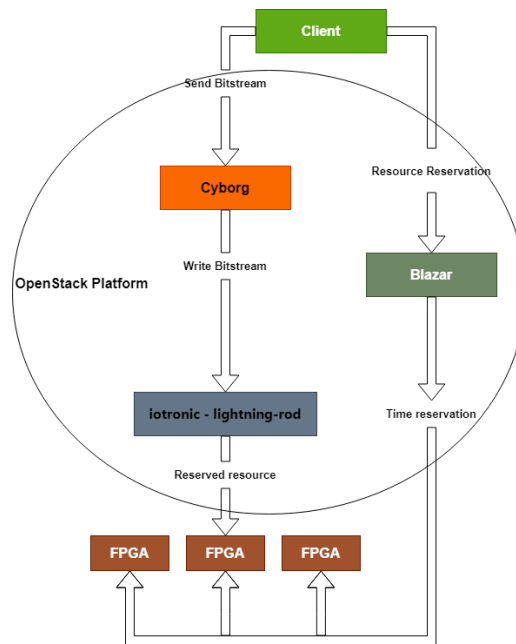 Client
Send Bitstream
Cyborg
Resource Reservation
Write Bitstream
OpenStack Platform
Blazar
iotronic - lightning-rod
Time reservation
Reserved resource
FPGA
FPGA
FPGA